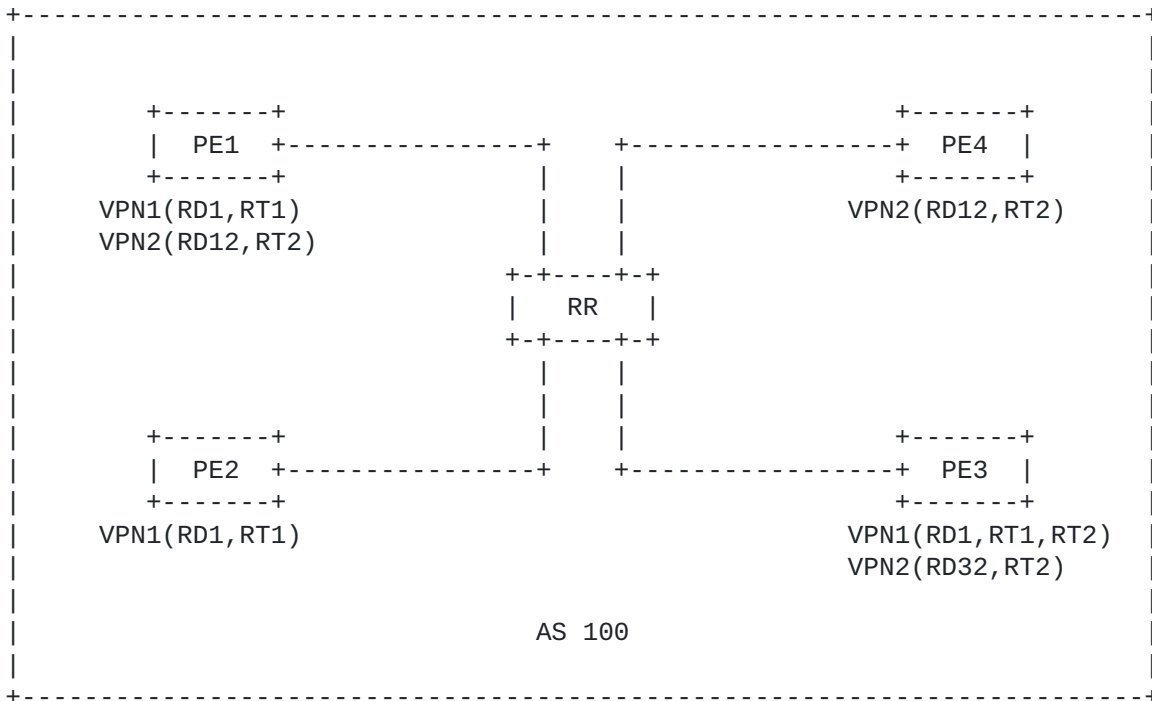 PE1 PE4
VPN1(RD1,RT1) VPN2(RD12,RT2)
VPN2(RD12,RT2)
RR
PE2 PE3
VPN1(RD1,RT1) VPN1(RD1,RT1,RT2)
VPN2(RD32,RT2)
AS 100